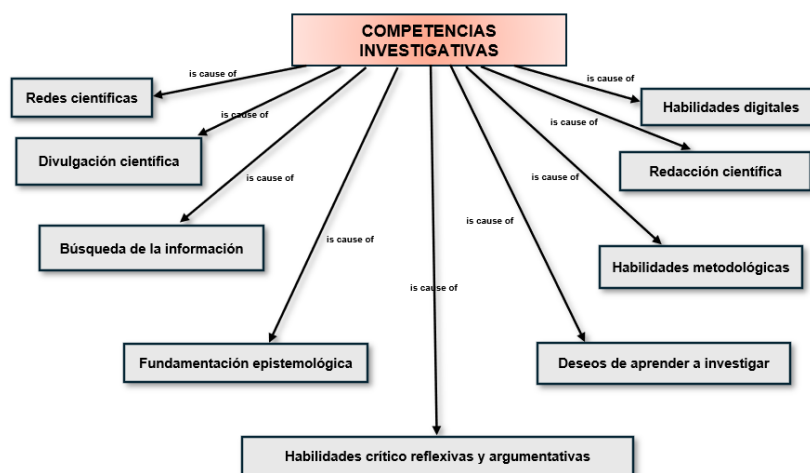 COMPETENCIAS
INVESTIGATIVAS
is cause of
is cause of
Redes científicas
Habilidades digitales
is cause of
is cause of
Divulgación científica
Redacción científica
is cause of
is cause of
Búsqueda de la información
is cause of
is cause of
Habilidades metodológicas
is cause of
Fundamentación epistemológica
Deseos de aprender a investigar
Habilidades crítico reflexivas y argumentativas